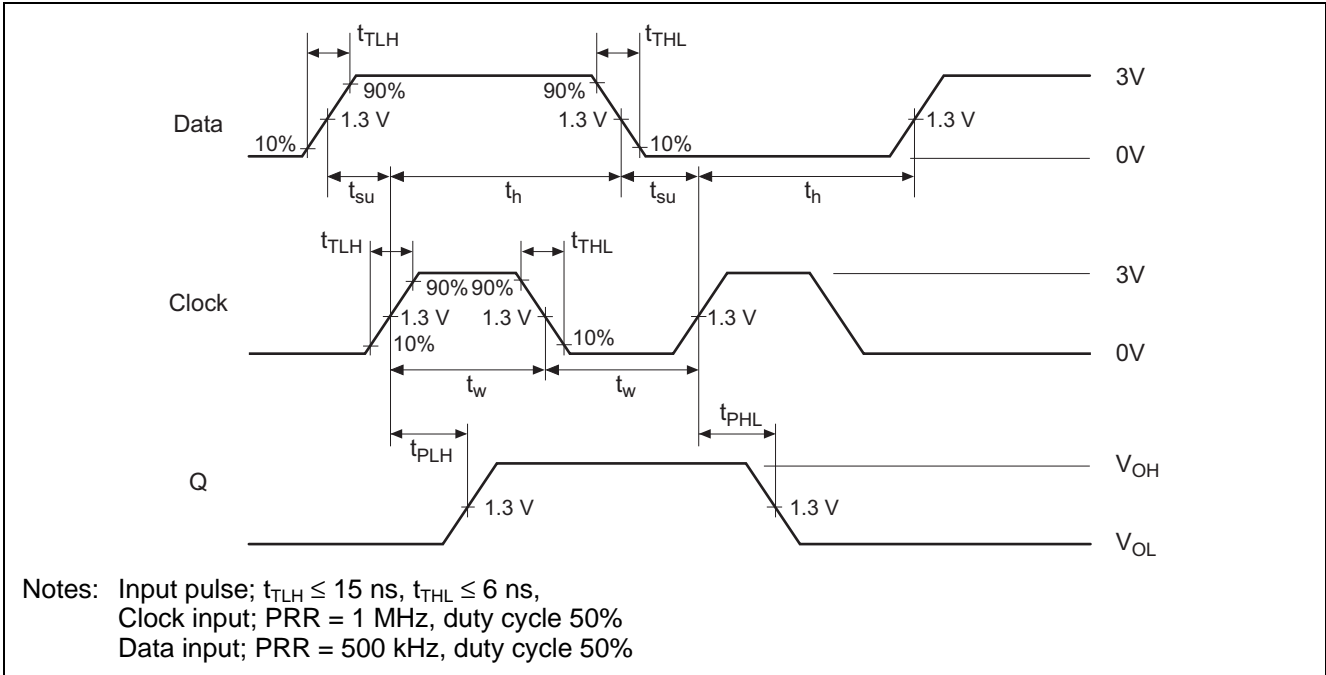 tTLH tTHL
90% 90% 3V
Data 1.3 V 1.3 V 1.3 V
10% 10% 0V
tsu th tsu th
tTLH tTHL
90% 90% 3V
Clock 1.3 V 1.3 V 1.3 V
10% 10% 0V
tw tw
tPLH tPHL
Q VOH
1.3 V 1.3 V
VOL
Notes: Input pulse; tTLH ≤ 15 ns, tTHL ≤ 6 ns,
Clock input; PRR = 1 MHz, duty cycle 50%
Data input; PRR = 500 kHz, duty cycle 50%